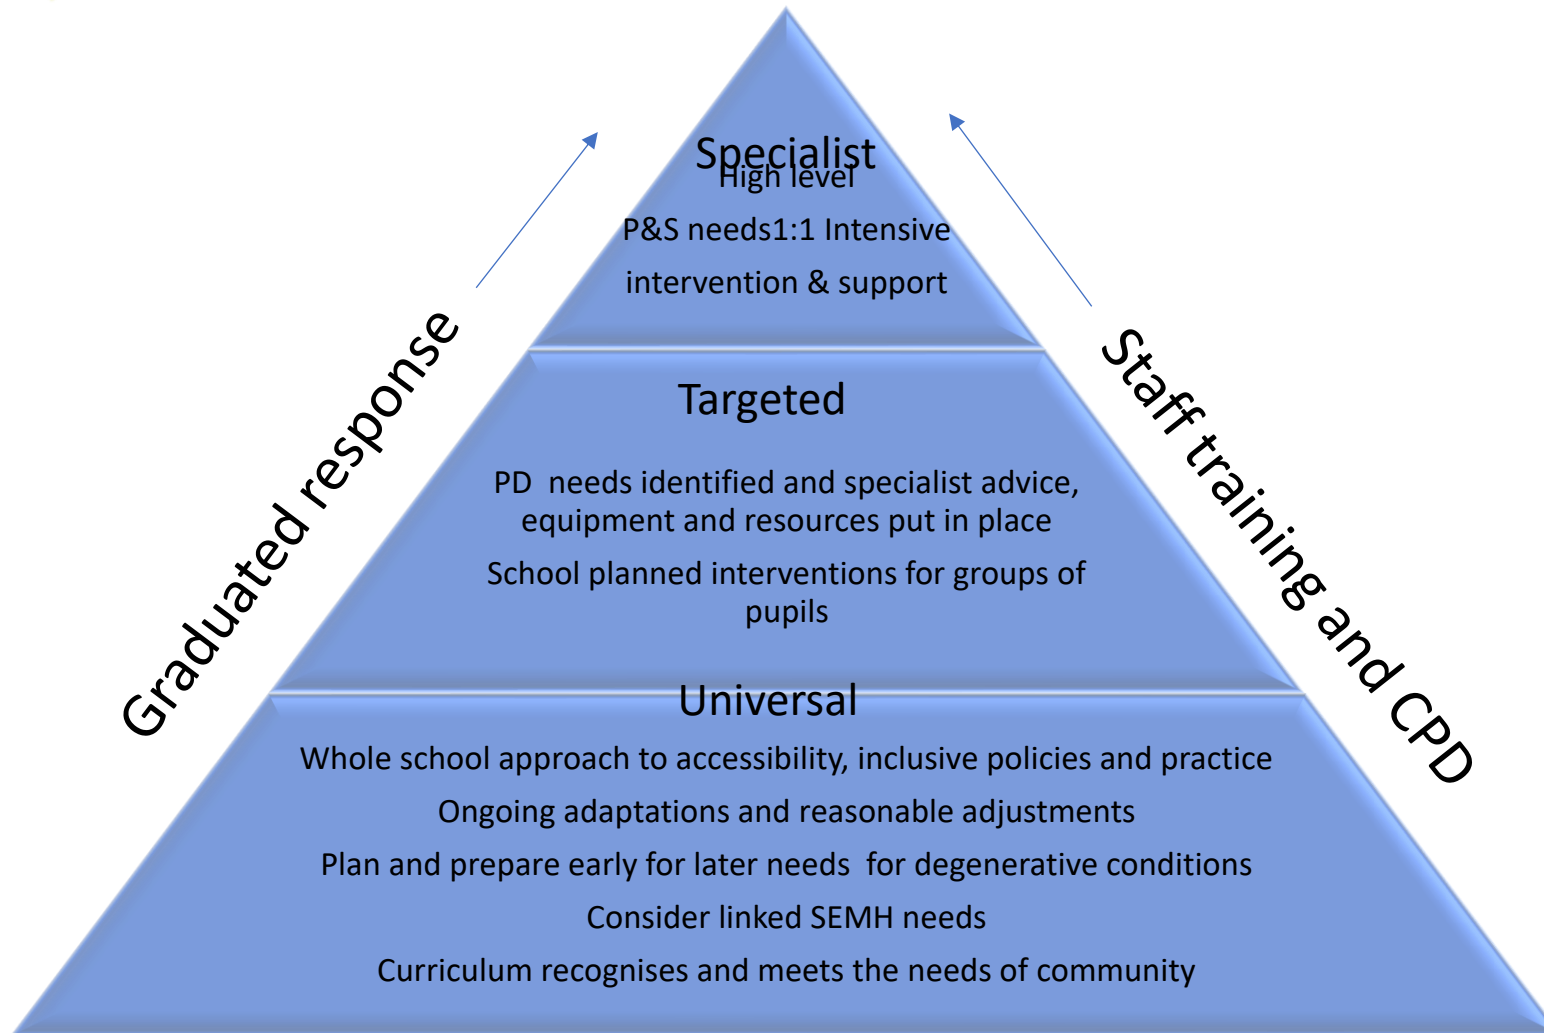 Specialist
High level
P&S needs1:1 Intensive
intervention & support
Graduated response
Staff training and CPD
Targeted
PD  needs identified and specialist advice,
equipment and resources put in place
School planned interventions for groups of
pupils
Universal
Whole school approach to accessibility, inclusive policies and practice
Ongoing adaptations and reasonable adjustments
Plan and prepare early for later needs  for degenerative conditions
Consider linked SEMH needs
Curriculum recognises and meets the needs of community